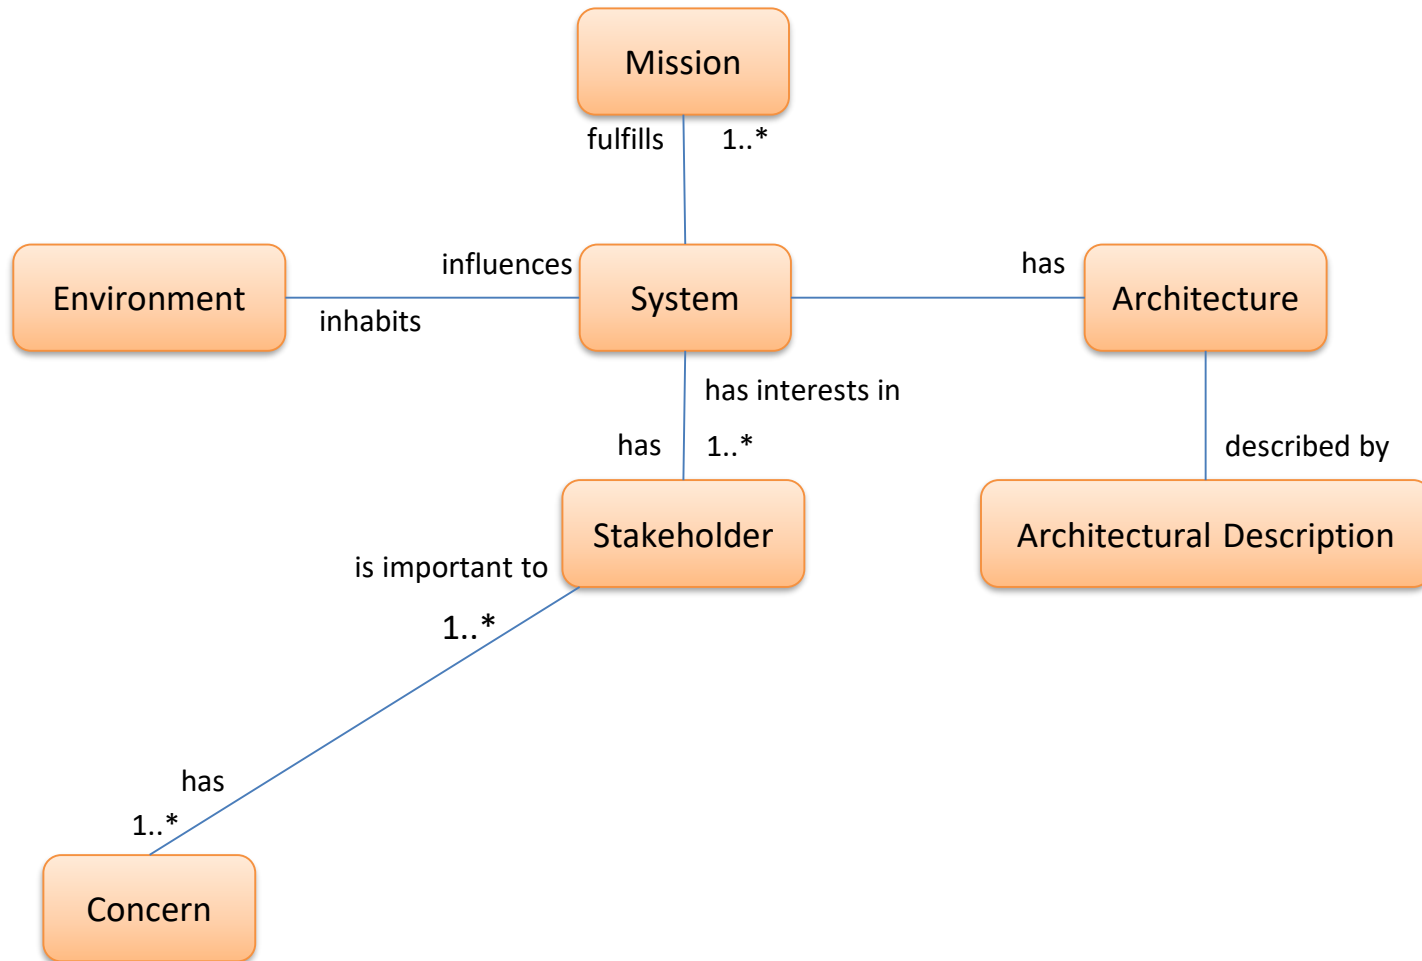 Mission
fulfills
1..*
influences
has
Environment
System
Architecture
inhabits
has interests in
has
1..*
described by
Stakeholder
Architectural Description
is important to
1..*
has
1..*
Concern